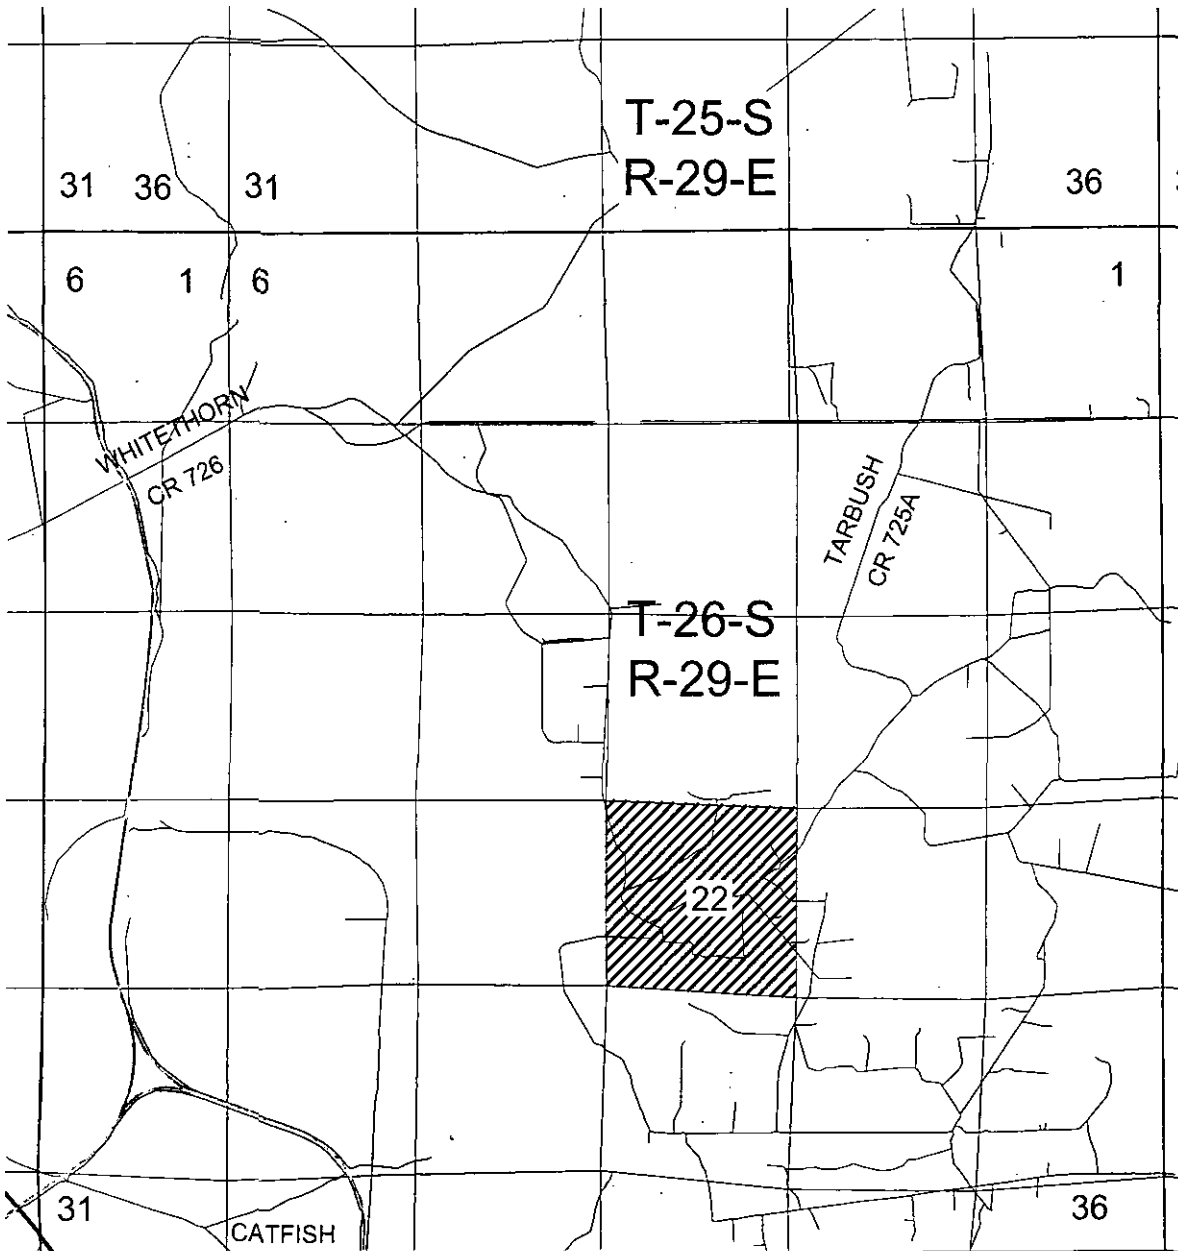 T-25-S
R-29-E
31 36 31 36
6 1 6 1
WHITETHORN
CR 726
TARBUSH
CR 725A
T-26-S
R-29-E
22
31 36
CATFISH